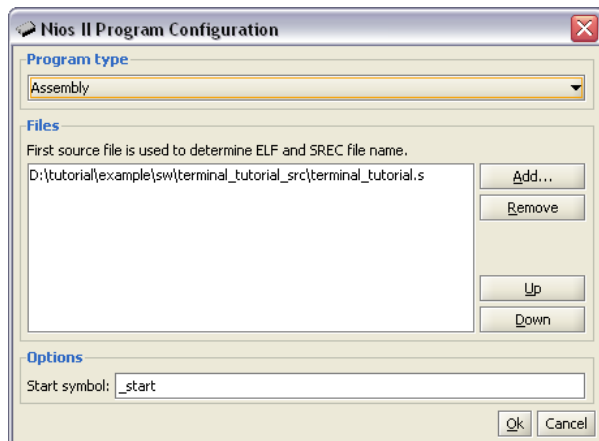 Nios II Program Configuration
Program type
Assembly
Files
First source file is used to determine ELF and SREC file name.
D:\tutorial\example\sw\terminal_tutorial_src\terminal_tutorial.s
Add...
Remove
Up
Down
Options
Start symbol: _start
Ok Cancel